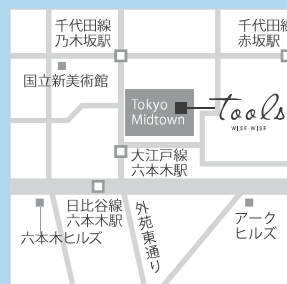 千代田線
乃木坂駅
千代田線
赤坂駅
国立新美術館
Tokyo
Midtown
tools
WISE・WISE
大江戸線
六本木駅
日比谷線
六本木駅
六本木ヒルズ
外苑東通り
アーク
ヒルズ